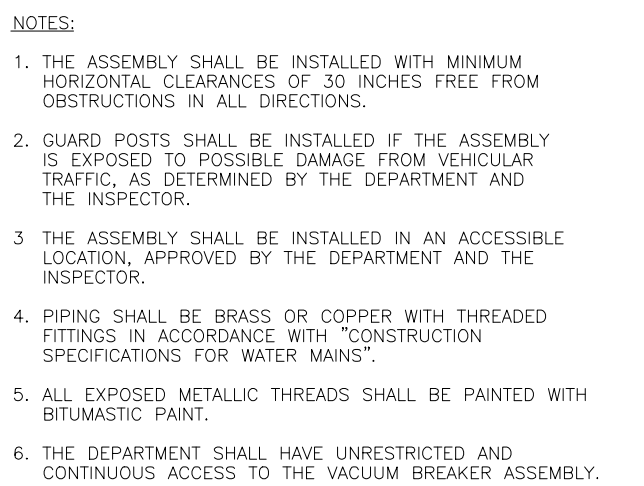 NOTES:
1. THE ASSEMBLY SHALL BE INSTALLED WITH MINIMUM
HORIZONTAL CLEARANCES OF 30 INCHES FREE FROM
OBSTRUCTIONS IN ALL DIRECTIONS.
2. GUARD POSTS SHALL BE INSTALLED IF THE ASSEMBLY
IS EXPOSED TO POSSIBLE DAMAGE FROM VEHICULAR
TRAFFIC, AS DETERMINED BY THE DEPARTMENT AND
THE INSPECTOR.
3 THE ASSEMBLY SHALL BE INSTALLED IN AN ACCESSIBLE
LOCATION, APPROVED BY THE DEPARTMENT AND THE
INSPECTOR.
4. PIPING SHALL BE BRASS OR COPPER WITH THREADED
FITTINGS IN ACCORDANCE WITH "CONSTRUCTION
SPECIFICATIONS FOR WATER MAINS".
5. ALL EXPOSED METALLIC THREADS SHALL BE PAINTED WITH
BITUMASTIC PAINT.
6. THE DEPARTMENT SHALL HAVE UNRESTRICTED AND
CONTINUOUS ACCESS TO THE VACUUM BREAKER ASSEMBLY.